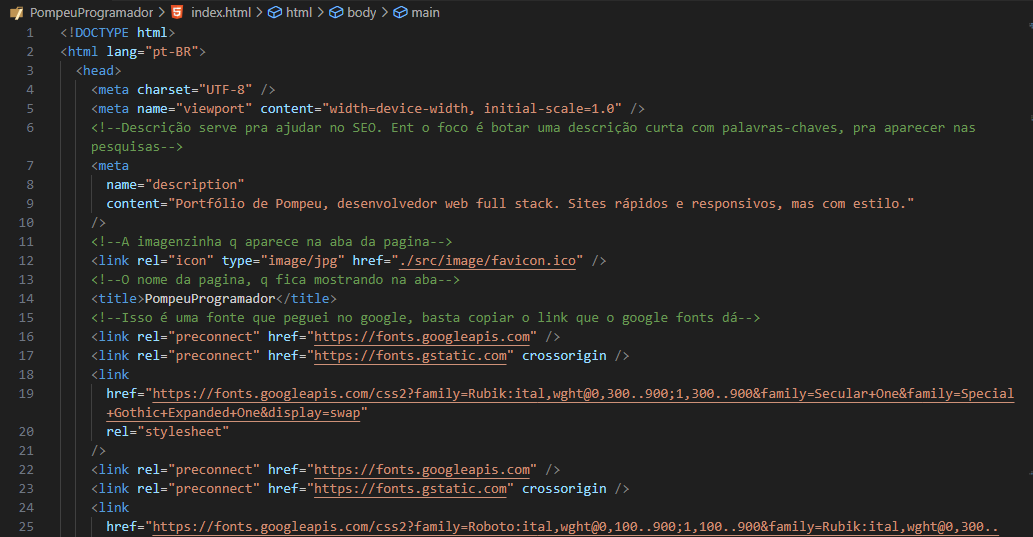 PompeuProgramador > index.html > html > body > main
1 <!DOCTYPE html>
2 <html lang="pt-BR">
3 <head>
4 <meta charset="UTF-8" />
5 <meta name="viewport" content="width=device-width, initial-scale=1.0" />
6 <!--Descrição serve pra ajudar no SEO. Ent o foco é botar uma descrição curta com palavras-chaves, pra aparecer nas
pesquisas-->
7 <meta
8 name="description"
9 content="Portfólio de Pompeu, desenvolvedor web full stack. Sites rápidos e responsivos, mas com estilo."
10 />
11 <!--A imagenzinha q aparece na aba da pagina-->
12 <link rel="icon" type="image/jpg" href="./src/image/favicon.ico" />
13 <!--O nome da pagina, q fica mostrando na aba-->
14 <title>PompeuProgramador</title>
15 <!--Isso é uma fonte que peguei no google, basta copiar o link que o google fonts dá-->
16 <link rel="preconnect" href="https://fonts.googleapis.com" />
17 <link rel="preconnect" href="https://fonts.gstatic.com" crossorigin />
18 <link
19 href="https://fonts.googleapis.com/css2?family=Rubik:ital,wght@0,300..900;1,300..900&family=Secular+One&family=Special
+Gothic+Expanded+One&display=swap"
20 rel="stylesheet"
21 />
22 <link rel="preconnect" href="https://fonts.googleapis.com" />
23 <link rel="preconnect" href="https://fonts.gstatic.com" crossorigin />
24 <link
25 href="https://fonts.googleapis.com/css2?family=Roboto:ital,wght@0,100..900;1,100..900&family=Rubik:ital,wght@0,300..